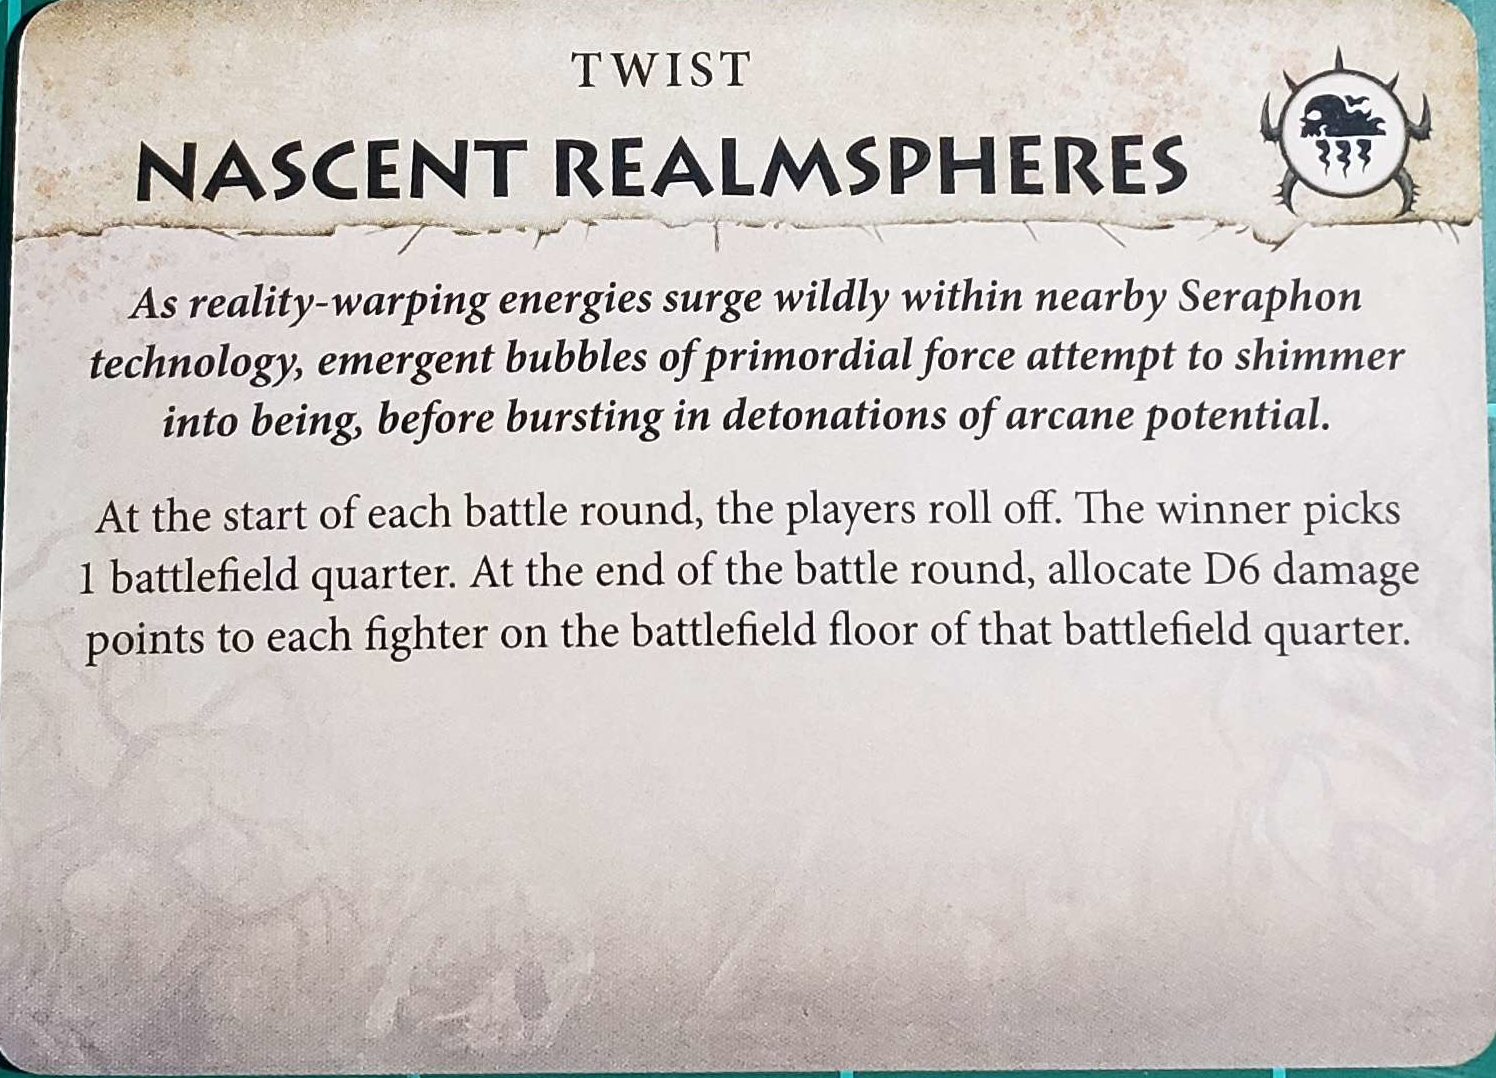 TWIST
NASCENT REALMSPHERES
As reality-warping energies surge wildly within nearby Seraphon
technology, emergent bubbles of primordial force attempt to shimmer
into being, before bursting in detonations of arcane potential.
At the start of each battle round, the players roll off. The winner picks
1 battlefield quarter. At the end of the battle round, allocate D6 damage
points to each fighter on the battlefield floor of that battlefield quarter.